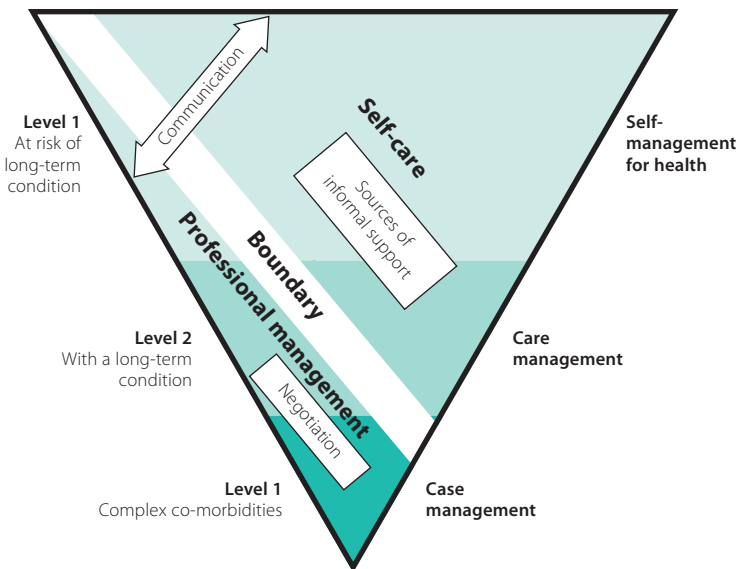 Communication
Self-care
Level 1
At risk of
long-term
condition
Self-
management
for health
Sources of
informal support
Boundary
Professional management
Level 2
With a long-term
condition
Care
management
Negotiation
Level 1
Complex co-morbidities
Case
management